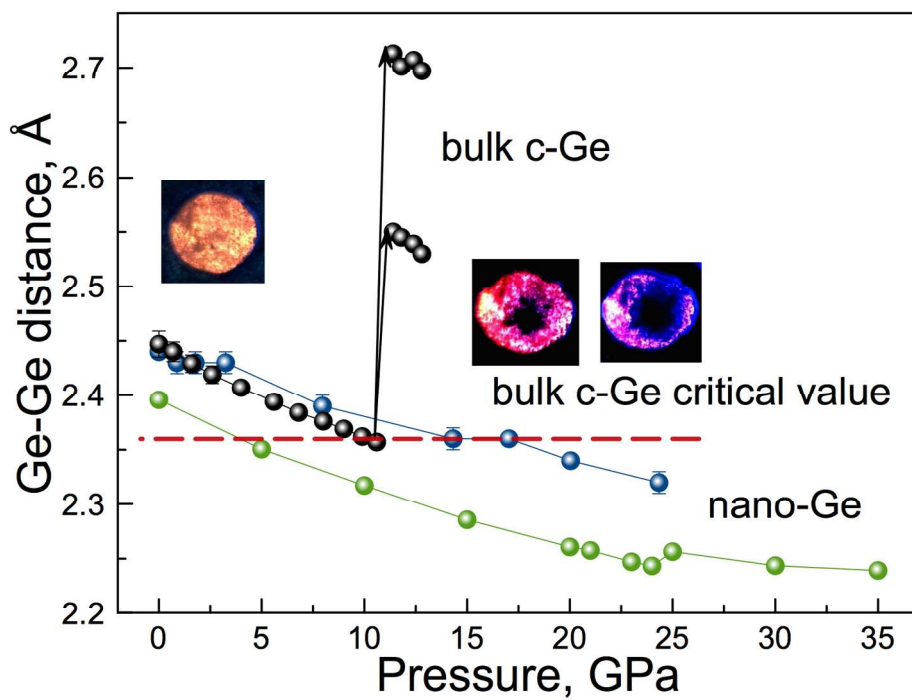 2.7
2.6
2.5
2.4
2.3
2.2
Ge-Ge distance, Å
bulk c-Ge
bulk c-Ge critical value
nano-Ge
0 5 10 15 20 25 30 35
Pressure, GPa